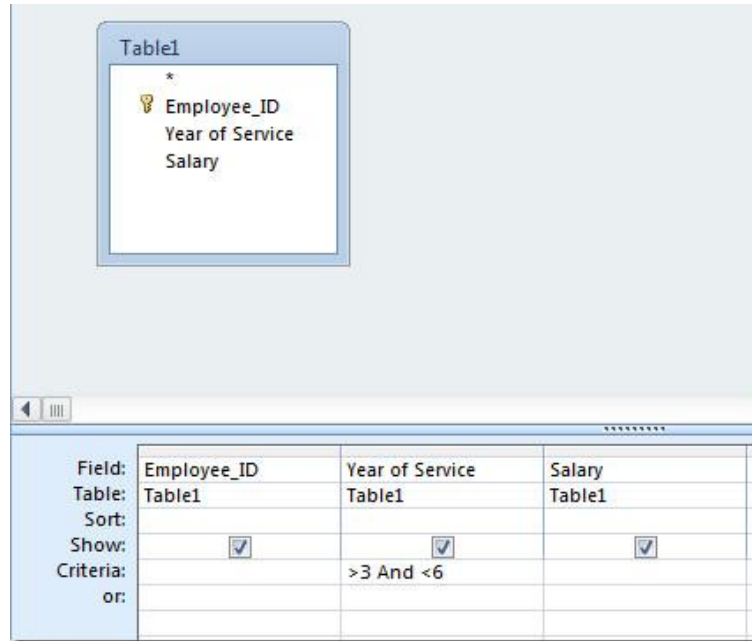 Table1
*
Employee_ID
Year of Service
Salary
Field: Employee_ID Year of Service Salary
Table: Table1 Table1 Table1
Sort:
Show:
Criteria: >3 And <6
or: